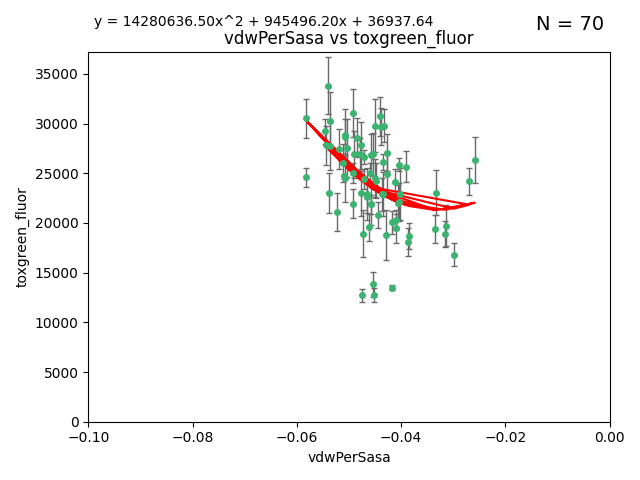 y = 14280636.50x^2 + 945496.20x + 36937.64
N = 70
vdwPerSasa vs toxgreen_fluor
35000
30000
25000
20000
15000
10000
5000
0
toxgreen_fluor
−0.10 −0.08 −0.06 −0.04 −0.02 0.00
vdwPerSasa